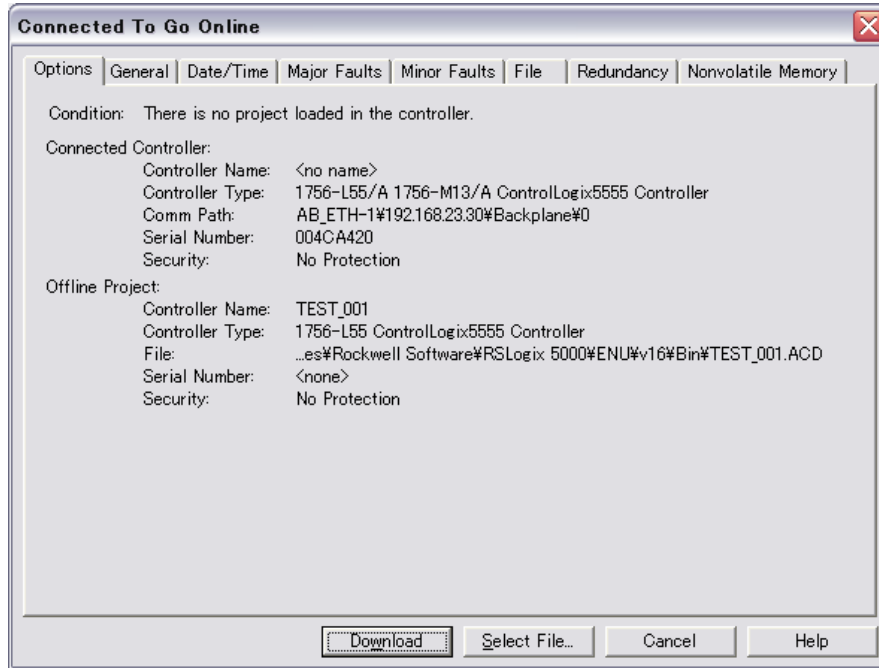 Connected To Go Online
Options General Date/Time Major Faults Minor Faults File Redundancy Nonvolatile Memory
Condition: There is no project loaded in the controller.
Connected Controller:
Controller Name: <no name>
Controller Type: 1756-L55/A 1756-M13/A ControlLogix5555 Controller
Comm Path: AB_ETH-1¥192.168.23.30¥Backplane¥0
Serial Number: 004CA420
Security: No Protection
Offline Project:
Controller Name: TEST_001
Controller Type: 1756-L55 ControlLogix5555 Controller
File: ...es¥Rockwell Software¥RSLogix 5000¥ENU¥v16¥Bin¥TEST_001.ACD
Serial Number: <none>
Security: No Protection
Download Select File... Cancel Help